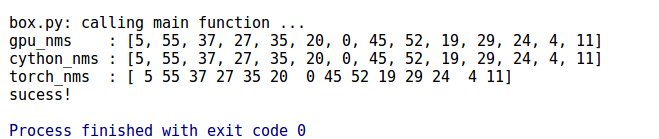 box.py: calling main function ...
gpu_nms    : [5, 55, 37, 27, 35, 20, 0, 45, 52, 19, 29, 24, 4, 11]
cython_nms : [5, 55, 37, 27, 35, 20, 0, 45, 52, 19, 29, 24, 4, 11]
torch_nms  : [ 5 55 37 27 35 20  0 45 52 19 29 24  4 11]
sucess!
Process finished with exit code 0